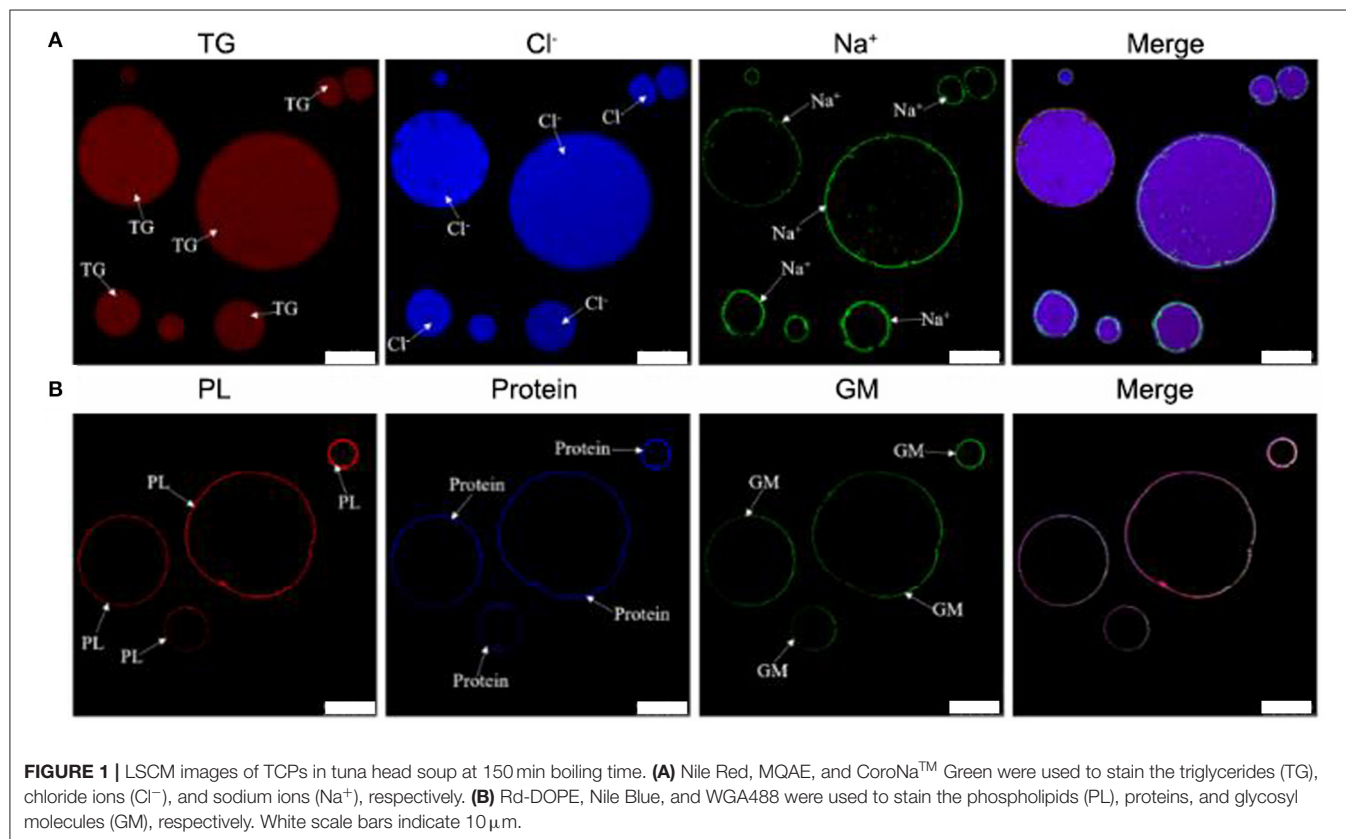 A
TG Cl⁻ Na⁺ Merge
TG Cl⁻ Na⁺ Na⁺
Cl⁻
TG Cl⁻ Na⁺
TG
TG Cl⁻ Cl⁻ Na⁺ Na⁺
TG
B
PL Protein GM Merge
Protein GM
PL PL Protein GM
PL PL Protein Protein GM GM
FIGURE 1 | LSCM images of TCPs in tuna head soup at 150 min boiling time. (A) Nile Red, MQAE, and CoroNa™ Green were used to stain the triglycerides (TG),
chloride ions (Cl−), and sodium ions (Na+), respectively. (B) Rd-DOPE, Nile Blue, and WGA488 were used to stain the phospholipids (PL), proteins, and glycosyl
molecules (GM), respectively. White scale bars indicate 10 μm.